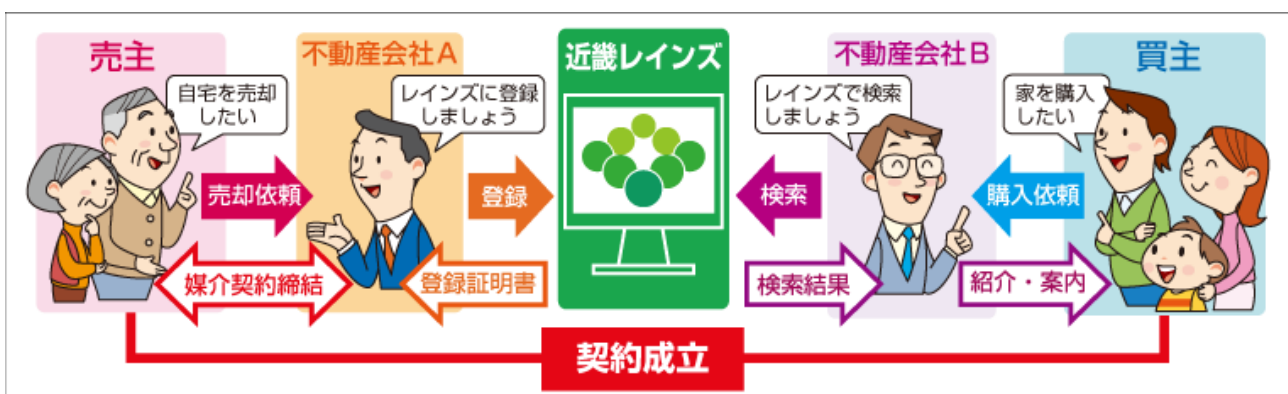 売主
不動産会社A
近畿レインズ
不動産会社B
買主
自宅を売却
したい
レインズに登録
しましょう
レインズで検索
しましょう
家を購入
したい
売却依頼
登録
検索
購入依頼
媒介契約締結
登録証明書
検索結果
紹介・案内
契約成立